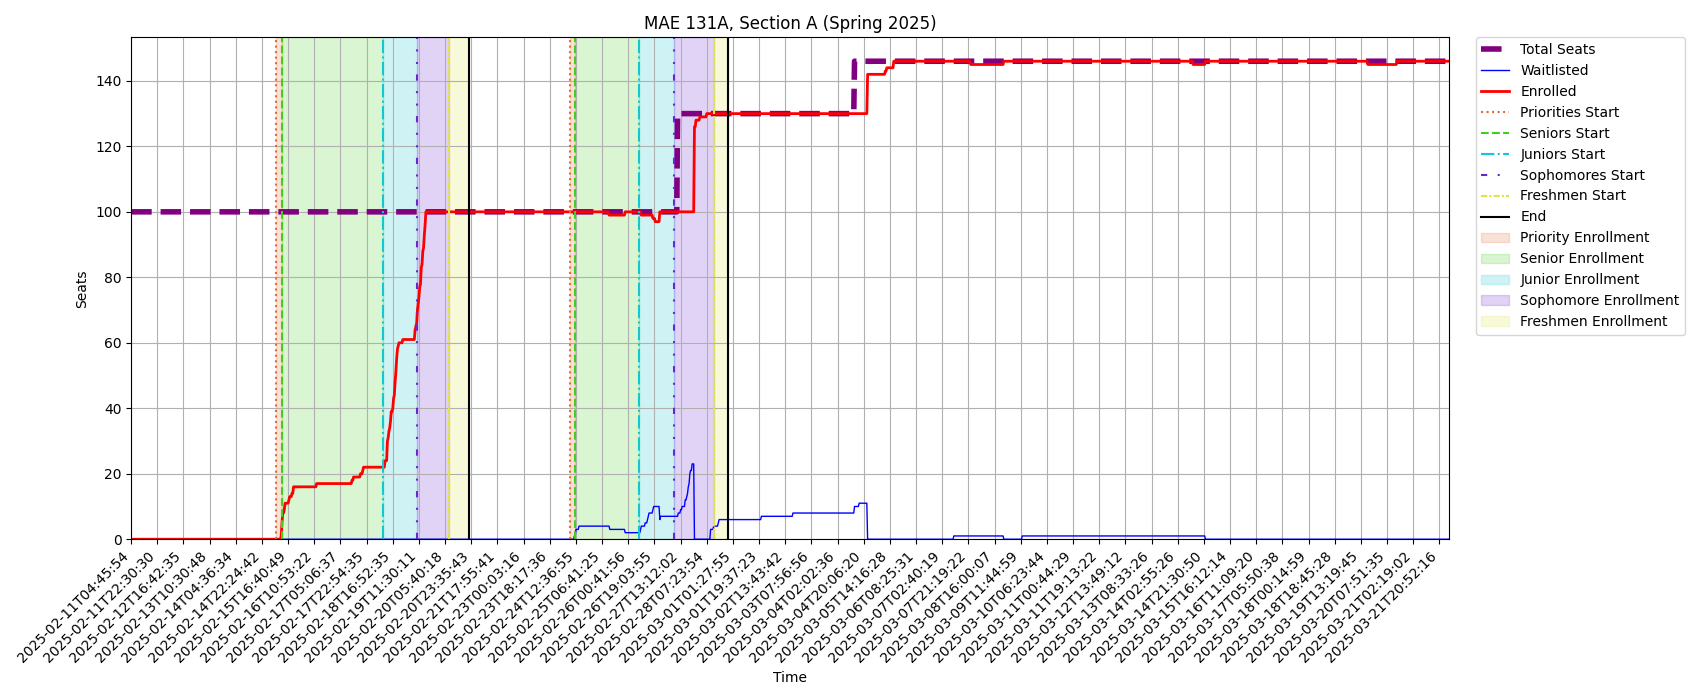 MAE 131A, Section A (Spring 2025)
Seats
140
120
100
80
60
40
20
0
2025-02-11T04:45:54
2025-02-11T22:30:30
2025-02-12T16:42:35
2025-02-13T10:30:48
2025-02-14T04:36:34
2025-02-14T22:24:42
2025-02-15T16:40:49
2025-02-16T10:53:22
2025-02-17T05:06:37
2025-02-17T22:54:35
2025-02-18T16:52:35
2025-02-19T11:30:11
2025-02-20T05:40:18
2025-02-20T23:35:43
2025-02-21T17:55:41
2025-02-23T00:03:16
2025-02-23T18:17:36
2025-02-24T12:36:55
2025-02-25T06:41:25
2025-02-26T00:41:56
2025-02-26T19:03:55
2025-02-27T13:12:02
2025-02-28T07:23:54
2025-03-01T01:27:55
2025-03-01T19:37:23
2025-03-02T13:43:42
2025-03-03T07:56:56
2025-03-04T02:02:36
2025-03-04T20:06:20
2025-03-05T14:16:28
2025-03-06T08:25:31
2025-03-07T02:40:19
2025-03-07T21:19:22
2025-03-08T16:00:07
2025-03-09T11:44:59
2025-03-10T06:23:44
2025-03-11T00:44:29
2025-03-11T19:13:22
2025-03-12T13:49:12
2025-03-13T08:33:26
2025-03-14T02:55:26
2025-03-14T21:30:50
2025-03-15T16:12:14
2025-03-16T11:09:20
2025-03-17T05:50:38
2025-03-18T00:14:59
2025-03-18T18:45:28
2025-03-19T13:19:45
2025-03-20T07:51:35
2025-03-21T02:19:02
2025-03-21T20:52:16
Time
Total Seats
Waitlisted
Enrolled
Priorities Start
Seniors Start
Juniors Start
Sophomores Start
Freshmen Start
End
Priority Enrollment
Senior Enrollment
Junior Enrollment
Sophomore Enrollment
Freshmen Enrollment